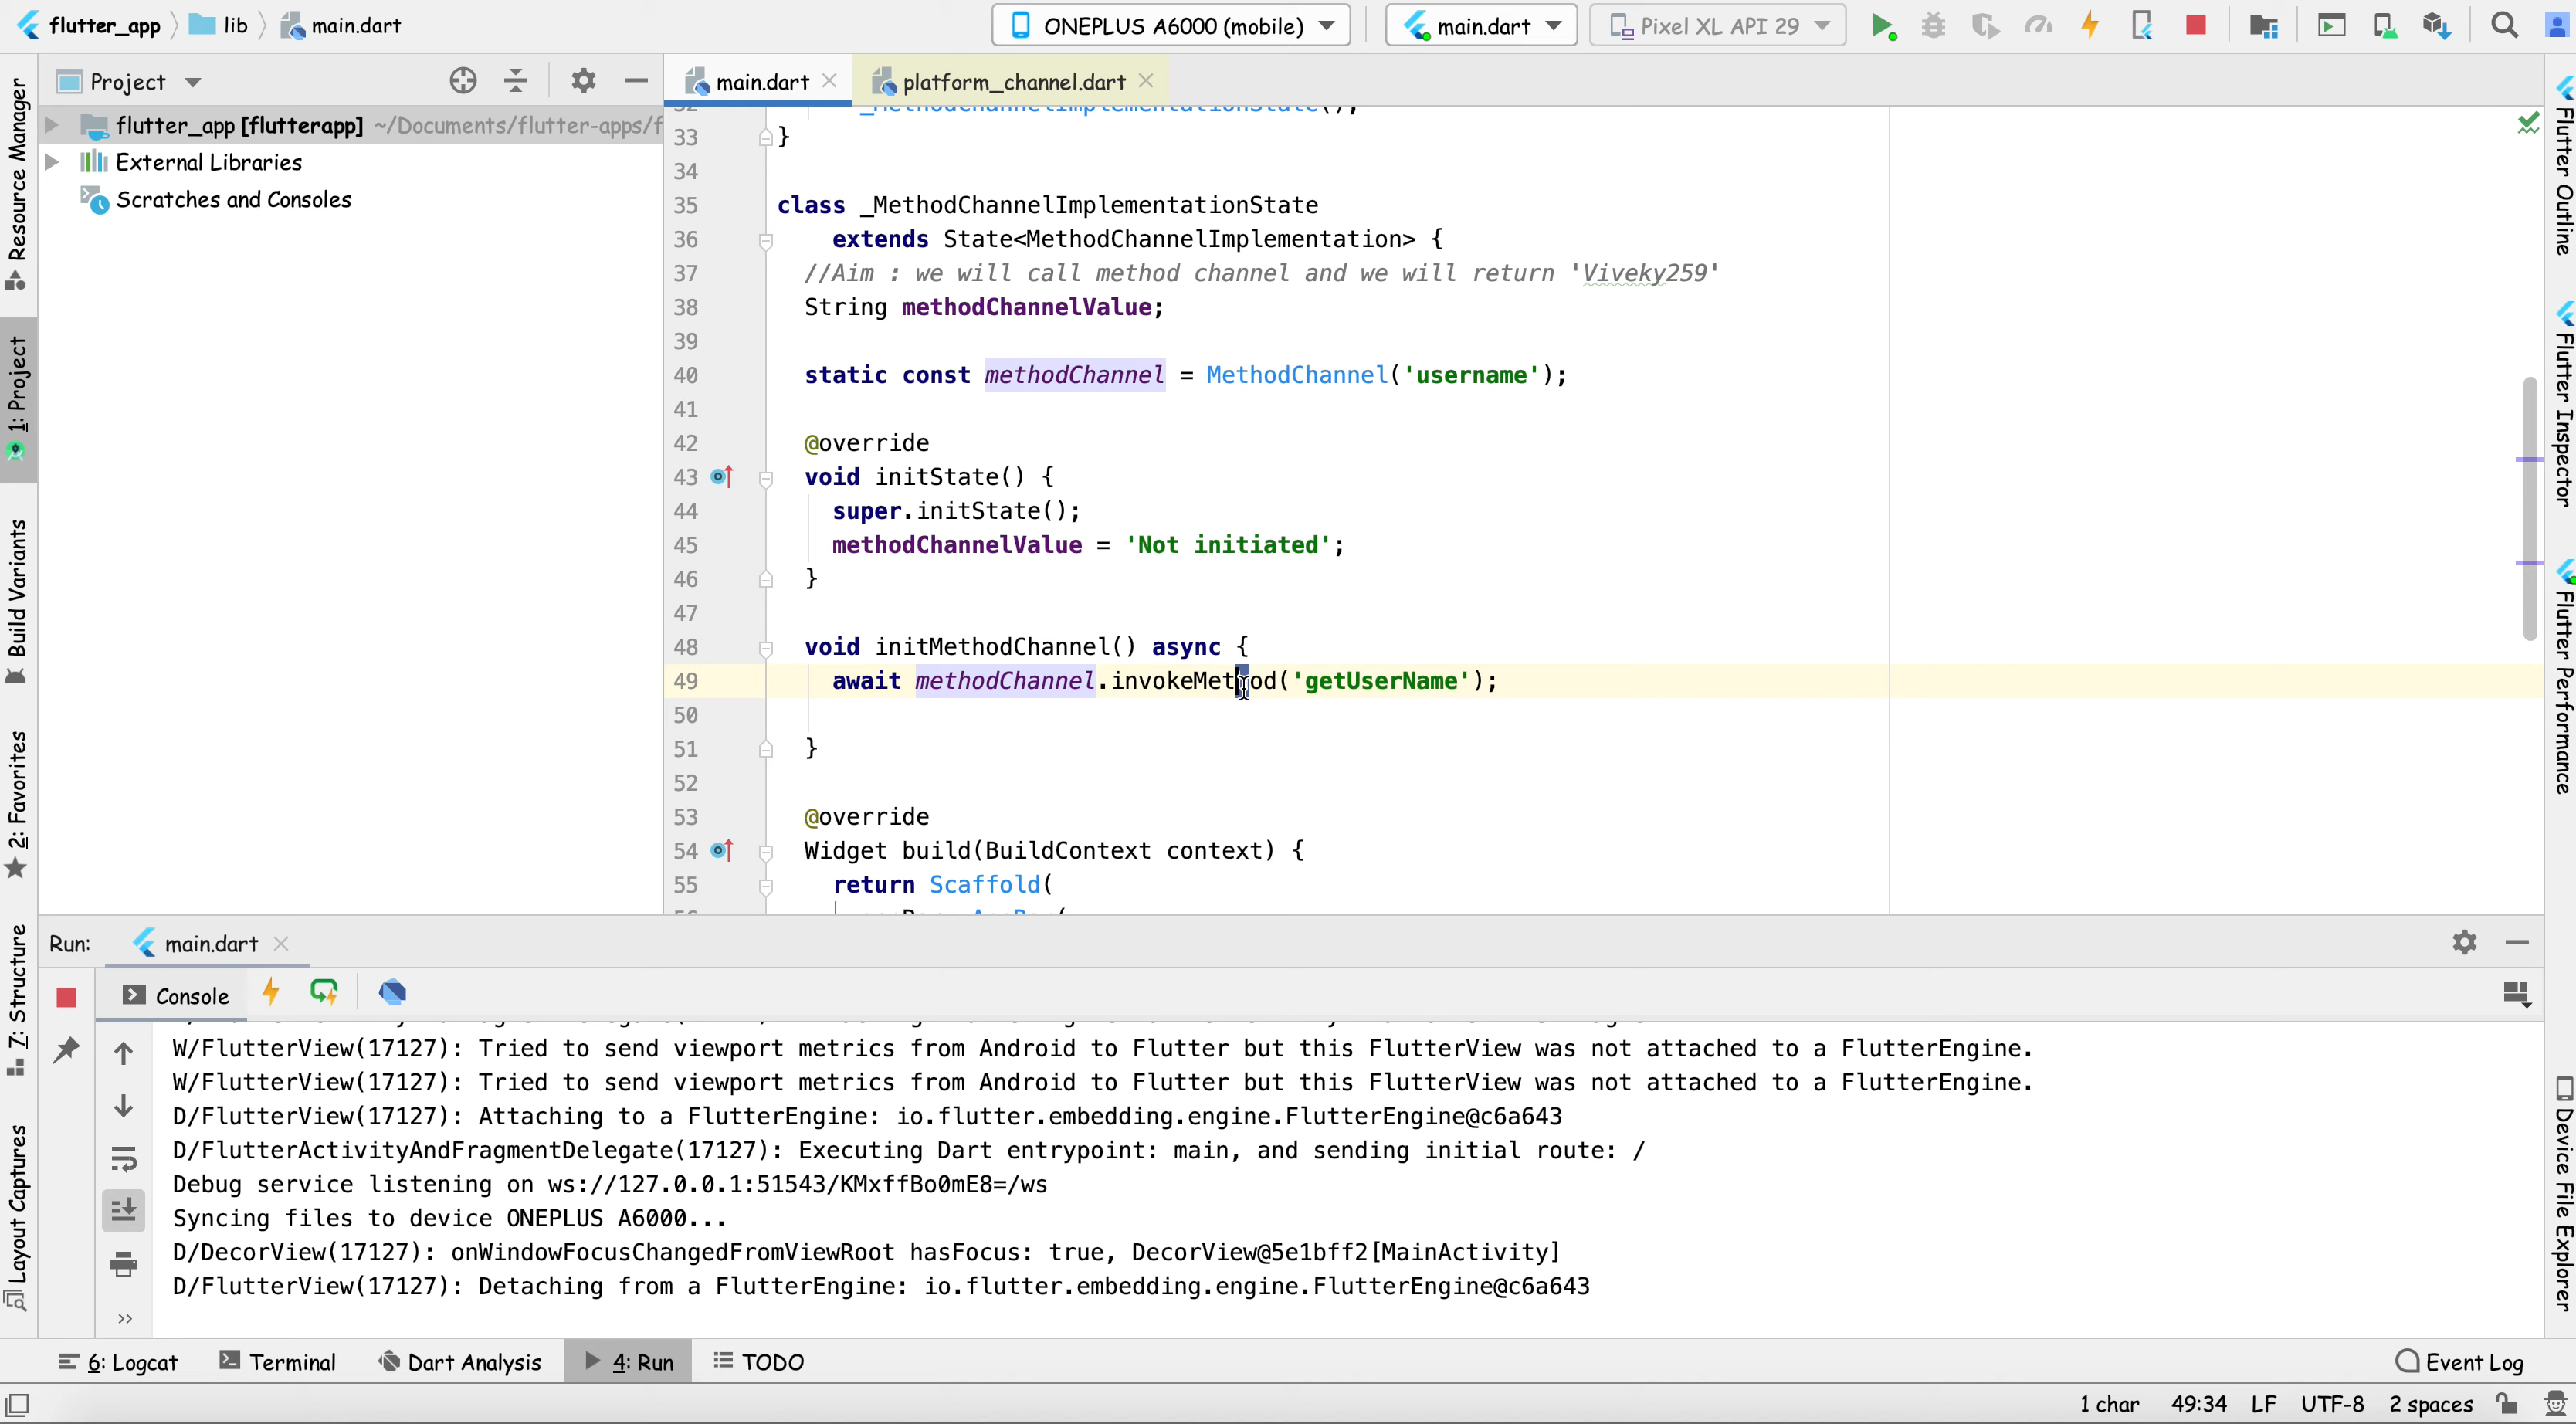 flutter_app lib main.dart ONEPLUS A6000 (mobile) main.dart Pixel XL API 29
Project
main.dart platform_channel.dart
flutter_app [flutterapp] ~/Documents/flutter-apps/f
External Libraries
Scratches and Consoles
Resource Manager
1: Project
Build Variants
2: Favorites
7: Structure
Layout Captures
32 _MethodChannelImplementationState();
33 }
34
35 class _MethodChannelImplementationState
36 extends State<MethodChannelImplementation> {
37 //Aim : we will call method channel and we will return 'Viveky259'
38 String methodChannelValue;
39
40 static const methodChannel = MethodChannel('username');
41
42 @override
43 void initState() {
44 super.initState();
45 methodChannelValue = 'Not initiated';
46 }
47
48 void initMethodChannel() async {
49 await methodChannel.invokeMethod('getUserName');
50
51 }
52
53 @override
54 Widget build(BuildContext context) {
55 return Scaffold(
Flutter Outline
Flutter Inspector
Flutter Performance
Device File Explorer
Run: main.dart
Console
W/FlutterView(17127): Tried to send viewport metrics from Android to Flutter but this FlutterView was not attached to a FlutterEngine.
W/FlutterView(17127): Tried to send viewport metrics from Android to Flutter but this FlutterView was not attached to a FlutterEngine.
D/FlutterView(17127): Attaching to a FlutterEngine: io.flutter.embedding.engine.FlutterEngine@c6a643
D/FlutterActivityAndFragmentDelegate(17127): Executing Dart entrypoint: main, and sending initial route: /
Debug service listening on ws://127.0.0.1:51543/KMxffBo0mE8=/ws
Syncing files to device ONEPLUS A6000...
D/DecorView(17127): onWindowFocusChangedFromViewRoot hasFocus: true, DecorView@5e1bff2[MainActivity]
D/FlutterView(17127): Detaching from a FlutterEngine: io.flutter.embedding.engine.FlutterEngine@c6a643
6: Logcat Terminal Dart Analysis 4: Run TODO Event Log
1 char 49:34 LF UTF-8 2 spaces